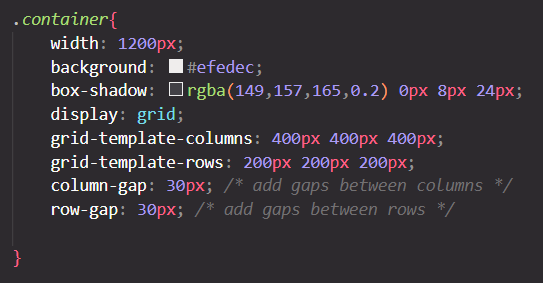 .container{
width: 1200px;
background: #efedec;
box-shadow: rgba(149,157,165,0.2) 0px 8px 24px;
display: grid;
grid-template-columns: 400px 400px 400px;
grid-template-rows: 200px 200px 200px;
column-gap: 30px; /* add gaps between columns */
row-gap: 30px; /* add gaps between rows */
}